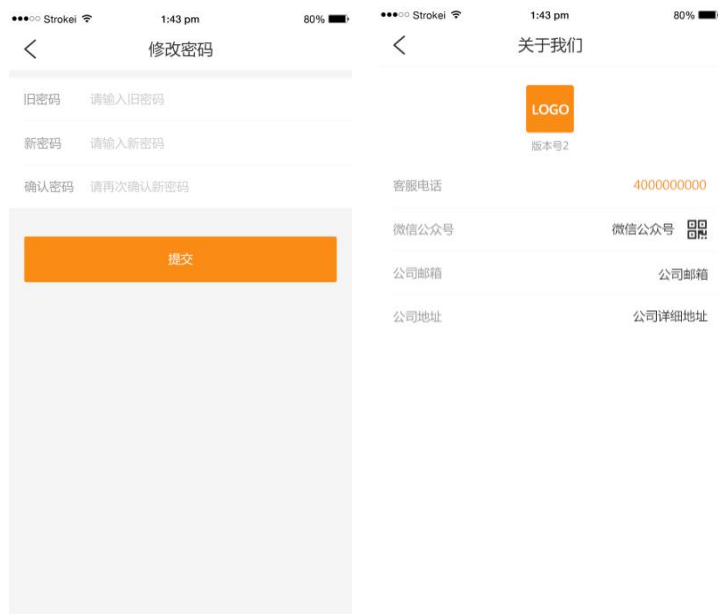 ●●●○○ Strokei 1:43 pm 80%
修改密码
旧密码 请输入旧密码
新密码 请输入新密码
确认密码 请再次确认新密码
提交
●●●○○ Strokei 1:43 pm 80%
关于我们
LOGO
版本号2
客服电话 4000000000
微信公众号 微信公众号
公司邮箱 公司邮箱
公司地址 公司详细地址